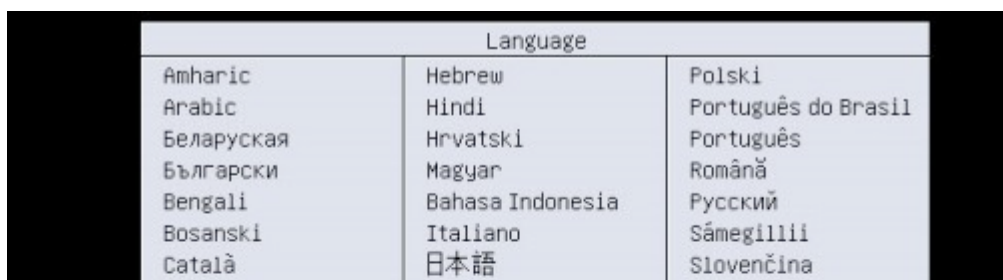 Language
Amharic
Arabic
Беларуская
Български
Bengali
Bosanski
Català
Hebrew
Hindi
Hrvatski
Magyar
Bahasa Indonesia
Italiano
日本語
Polski
Português do Brasil
Português
Română
Русский
Sámegillii
Slovenčina